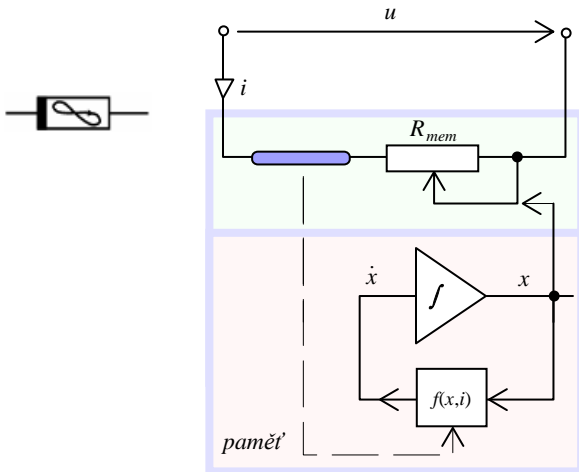 u
i
R_mem
ẋ
∫
x
f(x,i)
paměť